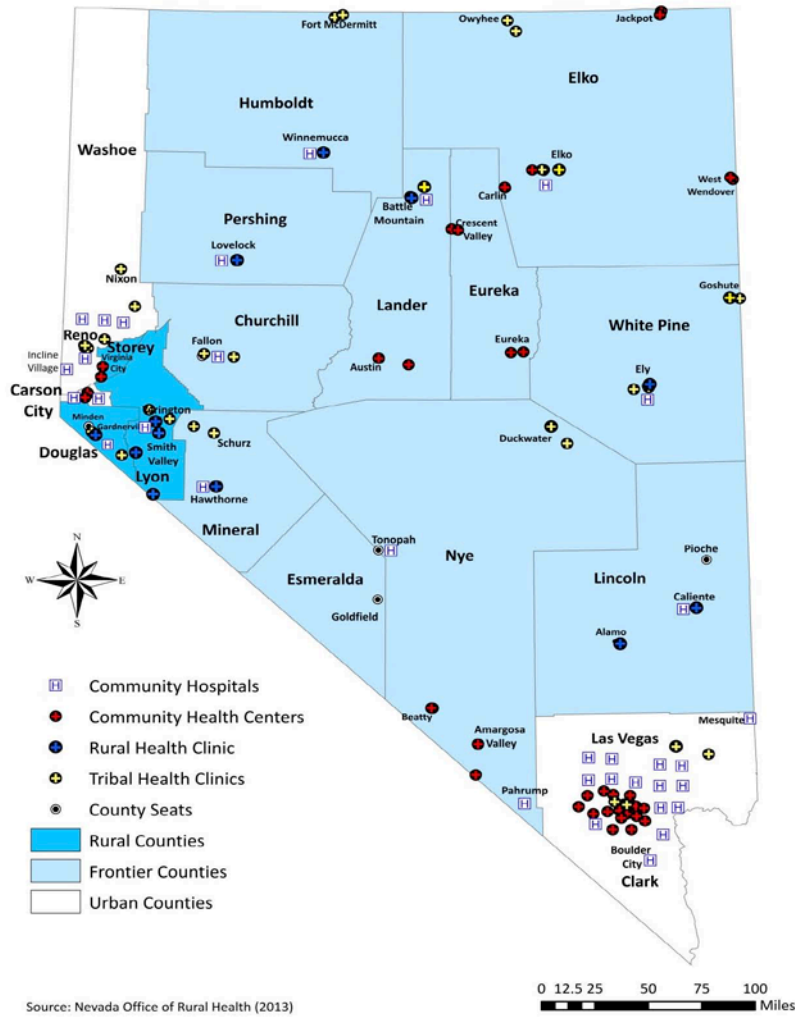 Fort McDermitt
Owyhee
Jackpot
Elko
Humboldt
Washoe
Winnemucca
Elko
West
Wendover
Carlin
Battle
Mountain
Pershing
Crescent
Valley
Lovelock
Nixon
Goshute
Eureka
Lander
Churchill
White Pine
Reno
Storey
Fallon
Eureka
Virginia
City
Incline
Village
Austin
Ely
Carson
City
Minden
Gardnervil
Smith
Valley
Schurz
Duckwater
Douglas
Lyon
Hawthorne
Mineral
N
W
E
S
Tonopah
Nye
Pioche
Esmeralda
Lincoln
Goldfield
Caliente
Alamo
H Community Hospitals
Community Health Centers
Rural Health Clinic
Tribal Health Clinics
County Seats
Rural Counties
Frontier Counties
Urban Counties
Beatty
Amargosa
Valley
Pahrump
Mesquite
Las Vegas
Boulder
City
Clark
Source: Nevada Office of Rural Health (2013)
0 12.5 25 50 75 100
Miles